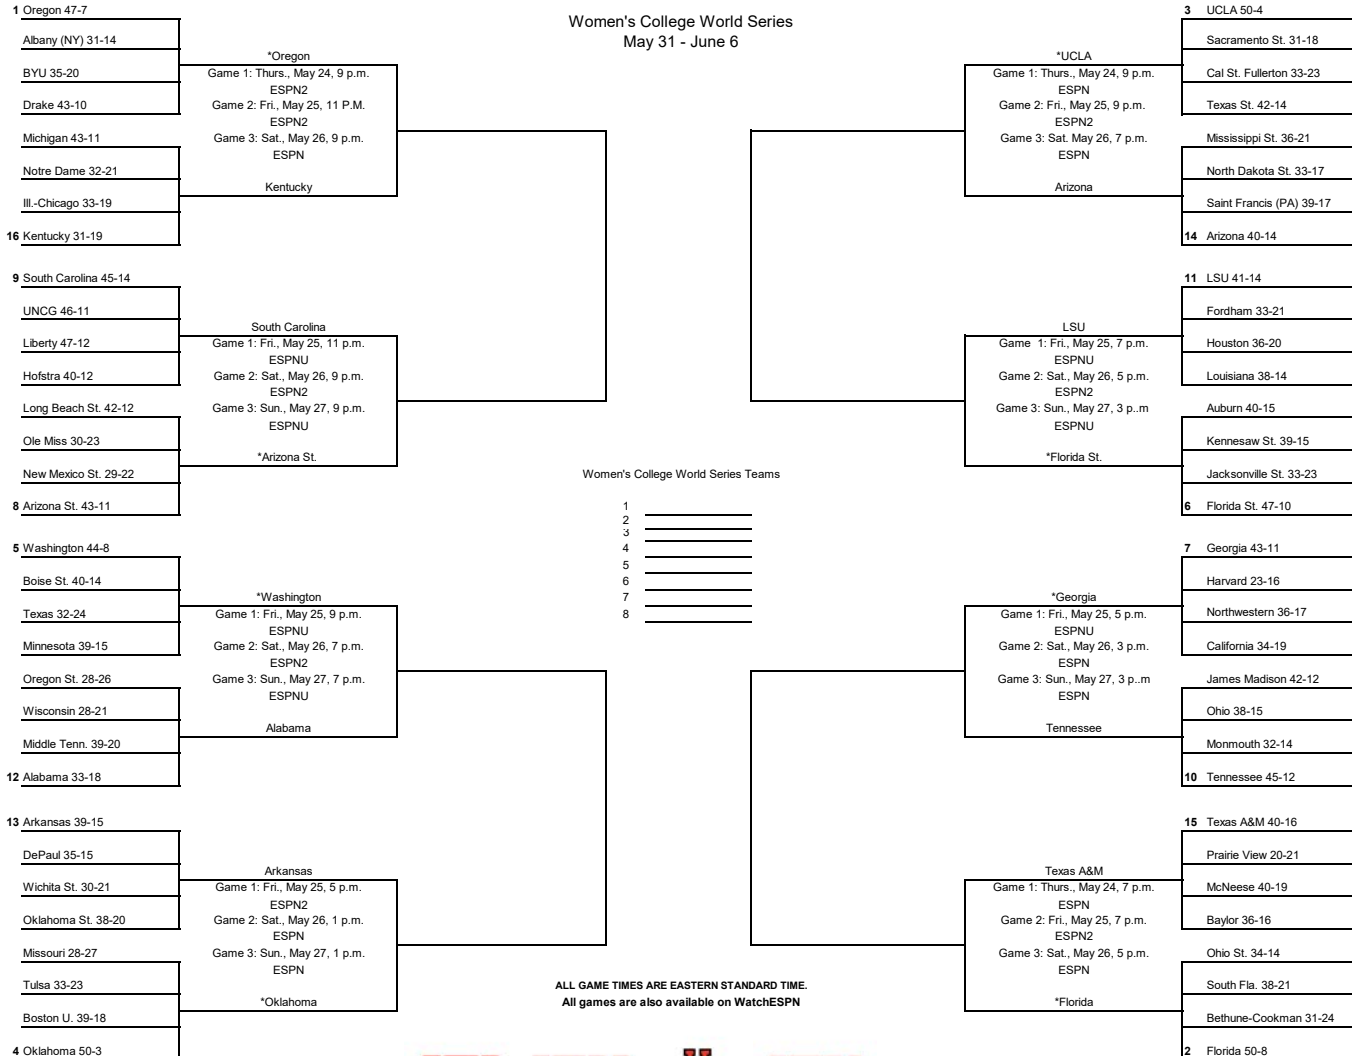 Women's College World Series
May 31 - June 6
1 Oregon 47-7
Albany (NY) 31-14
BYU 35-20
Drake 43-10
Michigan 43-11
Notre Dame 32-21
Ill.-Chicago 33-19
16 Kentucky 31-19
*Oregon
Game 1: Thurs., May 24, 9 p.m.
ESPN2
Game 2: Fri., May 25, 11 P.M.
ESPN2
Game 3: Sat., May 26, 9 p.m.
ESPN
Kentucky
9 South Carolina 45-14
UNCG 46-11
Liberty 47-12
Hofstra 40-12
Long Beach St. 42-12
Ole Miss 30-23
New Mexico St. 29-22
8 Arizona St. 43-11
South Carolina
Game 1: Fri., May 25, 11 p.m.
ESPNU
Game 2: Sat., May 26, 9 p.m.
ESPN2
Game 3: Sun., May 27, 9 p.m.
ESPNU
*Arizona St.
5 Washington 44-8
Boise St. 40-14
Texas 32-24
Minnesota 39-15
Oregon St. 28-26
Wisconsin 28-21
Middle Tenn. 39-20
12 Alabama 33-18
*Washington
Game 1: Fri., May 25, 9 p.m.
ESPNU
Game 2: Sat., May 26, 7 p.m.
ESPN2
Game 3: Sun., May 27, 7 p.m.
ESPNU
Alabama
13 Arkansas 39-15
DePaul 35-15
Wichita St. 30-21
Oklahoma St. 38-20
Missouri 28-27
Tulsa 33-23
Boston U. 39-18
4 Oklahoma 50-3
Arkansas
Game 1: Fri., May 25, 5 p.m.
ESPN2
Game 2: Sat., May 26, 1 p.m.
ESPN
Game 3: Sun., May 27, 1 p.m.
ESPN
*Oklahoma
Women's College World Series Teams
1
2
3
4
5
6
7
8
ALL GAME TIMES ARE EASTERN STANDARD TIME.
All games are also available on WatchESPN
*UCLA
Game 1: Thurs., May 24, 9 p.m.
ESPN
Game 2: Fri., May 25, 9 p.m.
ESPN2
Game 3: Sat. May 26, 7 p.m.
ESPN
Arizona
3 UCLA 50-4
Sacramento St. 31-18
Cal St. Fullerton 33-23
Texas St. 42-14
Mississippi St. 36-21
North Dakota St. 33-17
Saint Francis (PA) 39-17
14 Arizona 40-14
LSU
Game 1: Fri., May 25, 7 p.m.
ESPNU
Game 2: Sat., May 26, 5 p.m.
ESPN2
Game 3: Sun., May 27, 3 p..m
ESPNU
*Florida St.
11 LSU 41-14
Fordham 33-21
Houston 36-20
Louisiana 38-14
Auburn 40-15
Kennesaw St. 39-15
Jacksonville St. 33-23
6 Florida St. 47-10
*Georgia
Game 1: Fri., May 25, 5 p.m.
ESPNU
Game 2: Sat., May 26, 3 p.m.
ESPN
Game 3: Sun., May 27, 3 p..m
ESPN
Tennessee
7 Georgia 43-11
Harvard 23-16
Northwestern 36-17
California 34-19
James Madison 42-12
Ohio 38-15
Monmouth 32-14
10 Tennessee 45-12
Texas A&M
Game 1: Thurs., May 24, 7 p.m.
ESPN
Game 2: Fri., May 25, 7 p.m.
ESPN2
Game 3: Sat., May 26, 5 p.m.
ESPN
*Florida
15 Texas A&M 40-16
Prairie View 20-21
McNeese 40-19
Baylor 36-16
Ohio St. 34-14
South Fla. 38-21
Bethune-Cookman 31-24
2 Florida 50-8